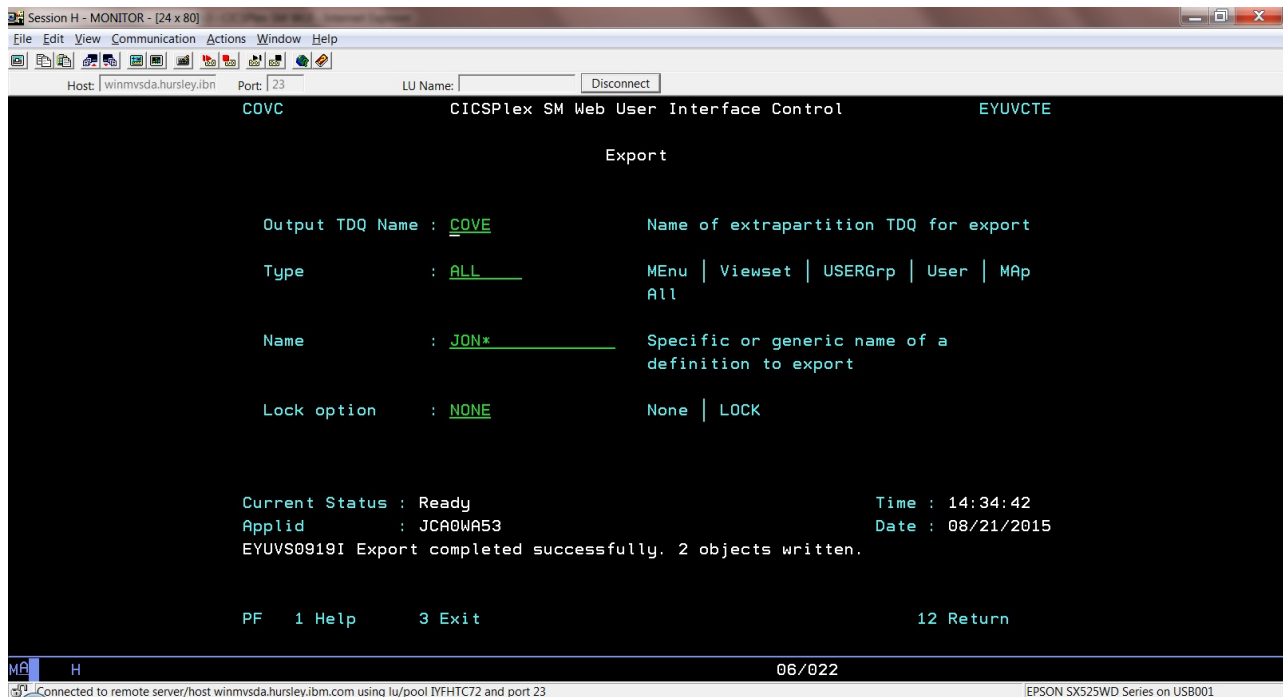 Session H - MONITOR - [24 x 80]
File Edit View Communication Actions Window Help
Host: winmvsda.hursley.ibn Port: 23 LU Name: Disconnect
COVC CICSPlex SM Web User Interface Control EYUVCTE
Export
Output TDQ Name : COVE Name of extrapartition TDQ for export
Type : ALL MEnu | Viewset | USERGrp | User | MAp
All
Name : JON* Specific or generic name of a
definition to export
Lock option : NONE None | LOCK
Current Status : Ready Time : 14:34:42
Applid : JCA0WA53 Date : 08/21/2015
EYUVS0919I Export completed successfully. 2 objects written.
PF 1 Help 3 Exit 12 Return
MA H 06/022
Connected to remote server/host winmvsda.hursley.ibm.com using lu/pool IYFHTC72 and port 23 EPSON SX525WD Series on USB001